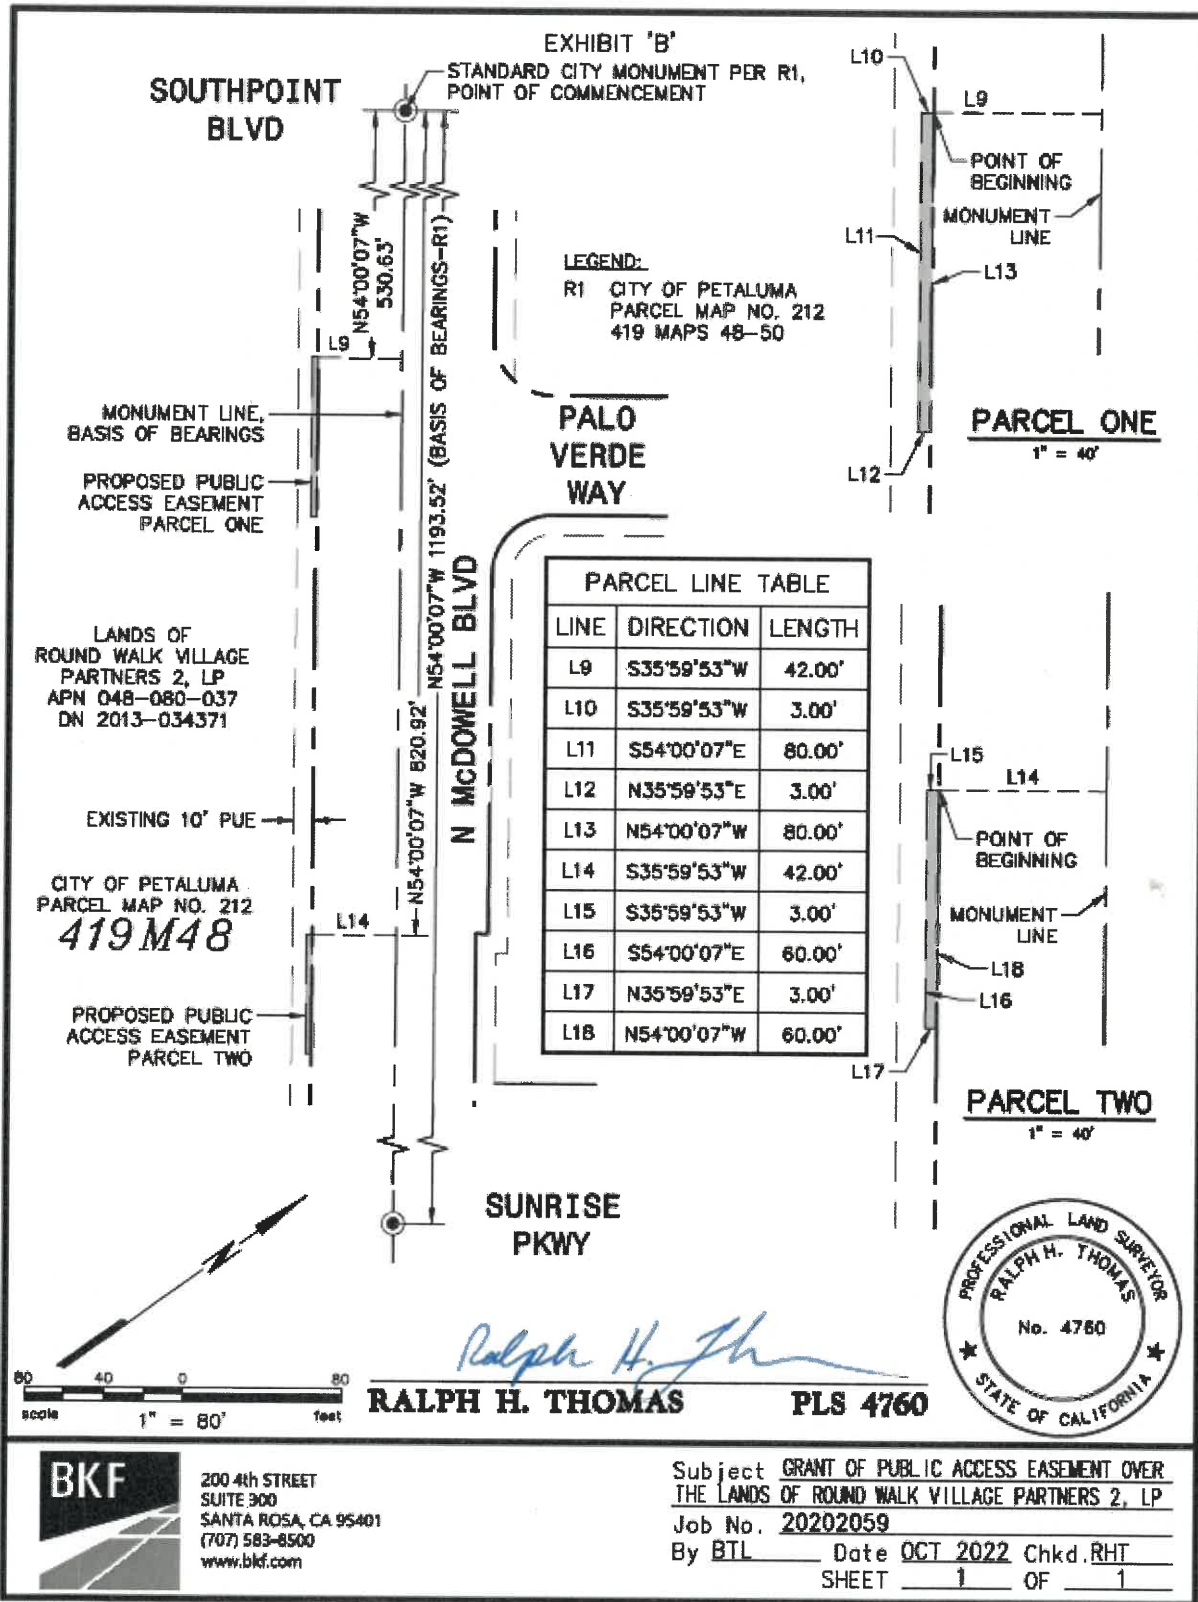 EXHIBIT 'B'
SOUTHPOINT
BLVD
STANDARD CITY MONUMENT PER R1,
POINT OF COMMENCEMENT
N54°00'07"W
530.63'
L9
MONUMENT LINE,
BASIS OF BEARINGS
PROPOSED PUBLIC
ACCESS EASEMENT
PARCEL ONE
N54°00'07"W 1193.52' (BASIS OF BEARINGS-R1)
N54°00'07"W 820.92'
N McDOWELL BLVD
LEGEND:
R1 CITY OF PETALUMA
PARCEL MAP NO. 212
419 MAPS 48-50
PALO
VERDE
WAY
L10
L9
POINT OF
BEGINNING
MONUMENT
LINE
L11
L13
L12
PARCEL ONE
1" = 40'
LANDS OF
ROUND WALK VILLAGE
PARTNERS 2, LP
APN 048-080-037
DN 2013-034371
EXISTING 10' PUE
CITY OF PETALUMA
PARCEL MAP NO. 212
419M48
L14
PROPOSED PUBLIC
ACCESS EASEMENT
PARCEL TWO
PARCEL LINE TABLE
LINE DIRECTION LENGTH
L9 S35°59'53"W 42.00'
L10 S35°59'53"W 3.00'
L11 S54°00'07"E 80.00'
L12 N35°59'53"E 3.00'
L13 N54°00'07"W 80.00'
L14 S35°59'53"W 42.00'
L15 S35°59'53"W 3.00'
L16 S54°00'07"E 60.00'
L17 N35°59'53"E 3.00'
L18 N54°00'07"W 60.00'
L15
L14
POINT OF
BEGINNING
MONUMENT
LINE
L18
L16
L17
PARCEL TWO
1" = 40'
SUNRISE
PKWY
N
80 40 0 80
scale 1" = 80' feet
Ralph H. Th
RALPH H. THOMAS PLS 4760
PROFESSIONAL LAND SURVEYOR
RALPH H. THOMAS
No. 4760
STATE OF CALIFORNIA
BKF
200 4th STREET
SUITE 300
SANTA ROSA, CA 95401
(707) 583-8500
www.bkf.com
Subject GRANT OF PUBLIC ACCESS EASEMENT OVER
THE LANDS OF ROUND WALK VILLAGE PARTNERS 2, LP
Job No. 20202059
By BTL Date OCT 2022 Chkd. RHT
SHEET 1 OF 1